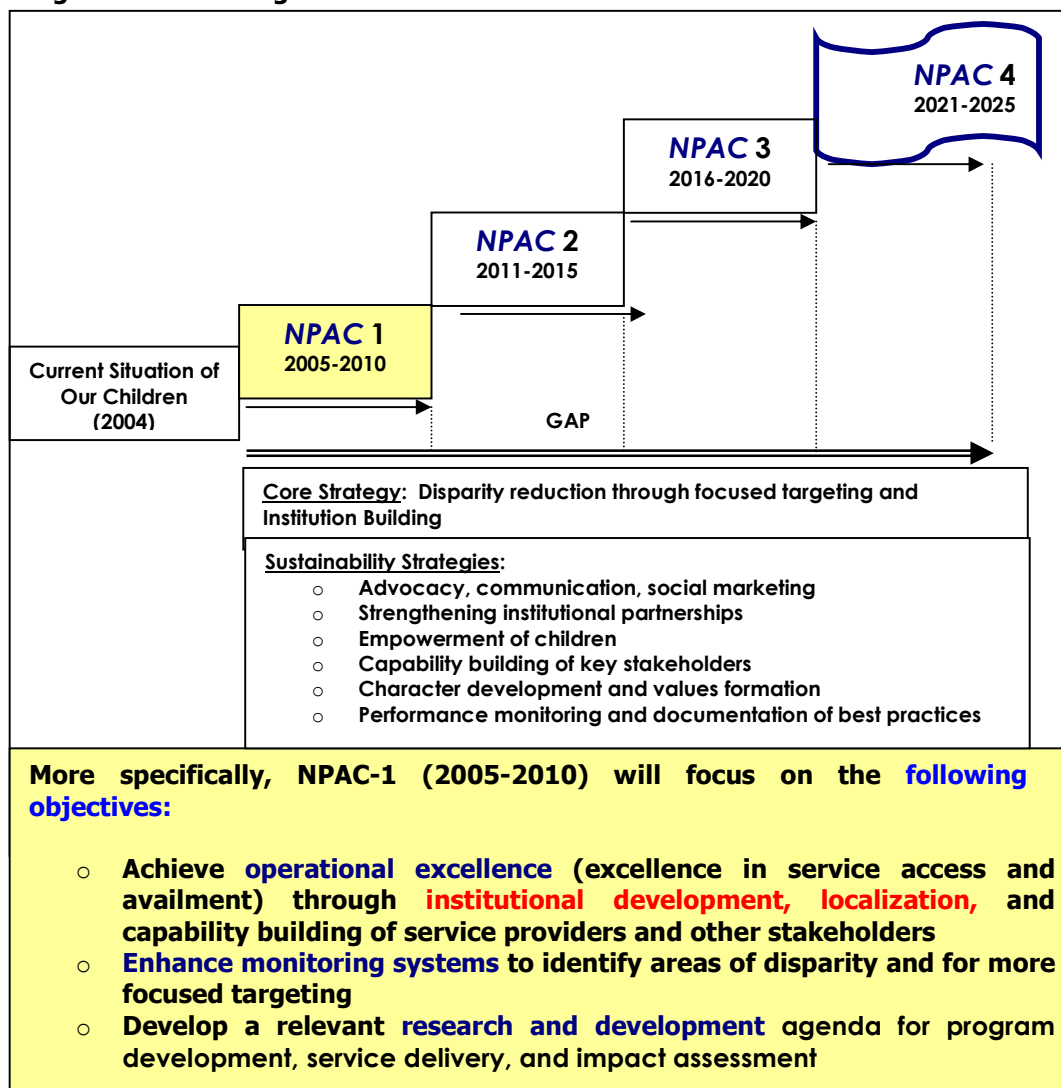 NPAC 4
2021-2025
NPAC 3
2016-2020
NPAC 2
2011-2015
NPAC 1
2005-2010
Current Situation of
Our Children
(2004)
GAP
Core Strategy: Disparity reduction through focused targeting and
Institution Building
Sustainability Strategies:
o Advocacy, communication, social marketing
o Strengthening institutional partnerships
o Empowerment of children
o Capability building of key stakeholders
o Character development and values formation
o Performance monitoring and documentation of best practices
More specifically, NPAC-1 (2005-2010) will focus on the following
objectives:
o Achieve operational excellence (excellence in service access and
availment) through institutional development, localization, and
capability building of service providers and other stakeholders
o Enhance monitoring systems to identify areas of disparity and for more
focused targeting
o Develop a relevant research and development agenda for program
development, service delivery, and impact assessment